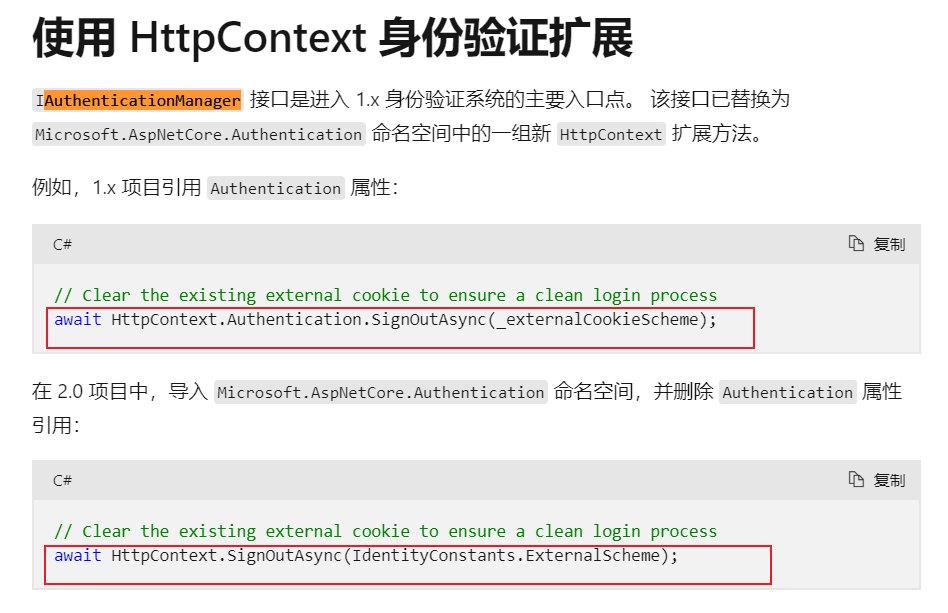 使用 HttpContext 身份验证扩展
IAuthenticationManager 接口是进入 1.x 身份验证系统的主要入口点。 该接口已替换为
Microsoft.AspNetCore.Authentication 命名空间中的一组新 HttpContext 扩展方法。
例如，1.x 项目引用 Authentication 属性：
C# 复制
// Clear the existing external cookie to ensure a clean login process
await HttpContext.Authentication.SignOutAsync(_externalCookieScheme);
在 2.0 项目中，导入 Microsoft.AspNetCore.Authentication 命名空间，并删除 Authentication 属性
引用：
C# 复制
// Clear the existing external cookie to ensure a clean login process
await HttpContext.SignOutAsync(IdentityConstants.ExternalScheme);